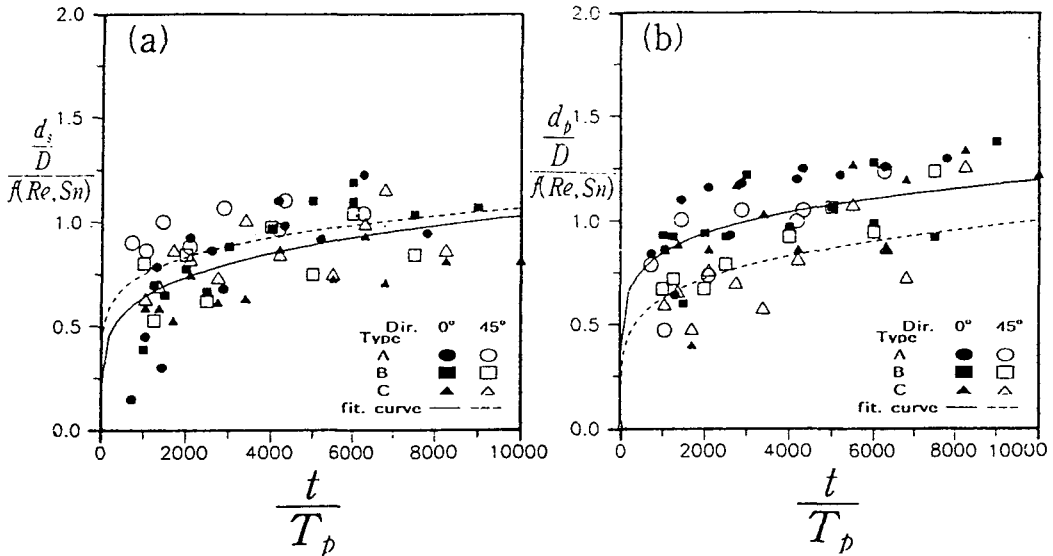 (a)
2.0
1.5
1.0
0.5
0.0
d_s
D
f(Re, Sn)
0 2000 4000 6000 8000 10000
t
T_p
Dir. 0° 45°
Type
A
B
C
fit. curve
(b)
2.0
1.5
1.0
0.5
0.0
d_p
D
f(Re, Sn)
0 2000 4000 6000 8000 10000
t
T_p
Dir. 0° 45°
Type
A
B
C
fit. curve